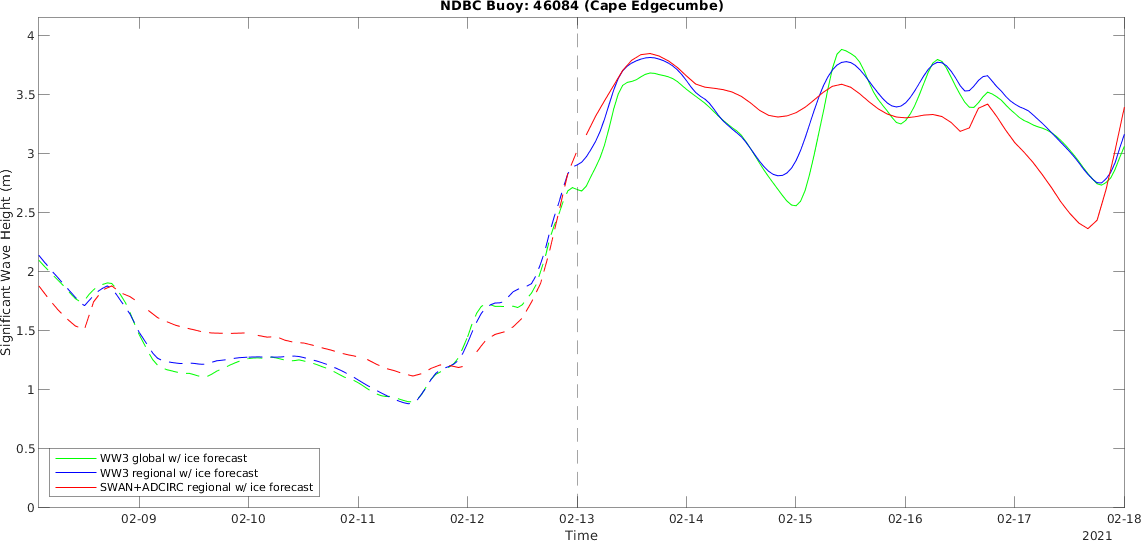 NDBC Buoy: 46084 (Cape Edgecumbe)
Significant Wave Height (m)
4
3.5
3
2.5
2
1.5
1
0.5
0
WW3 global w/ ice forecast
WW3 regional w/ ice forecast
SWAN+ADCIRC regional w/ ice forecast
02-09 02-10 02-11 02-12 02-13 02-14 02-15 02-16 02-17 02-18
Time
2021